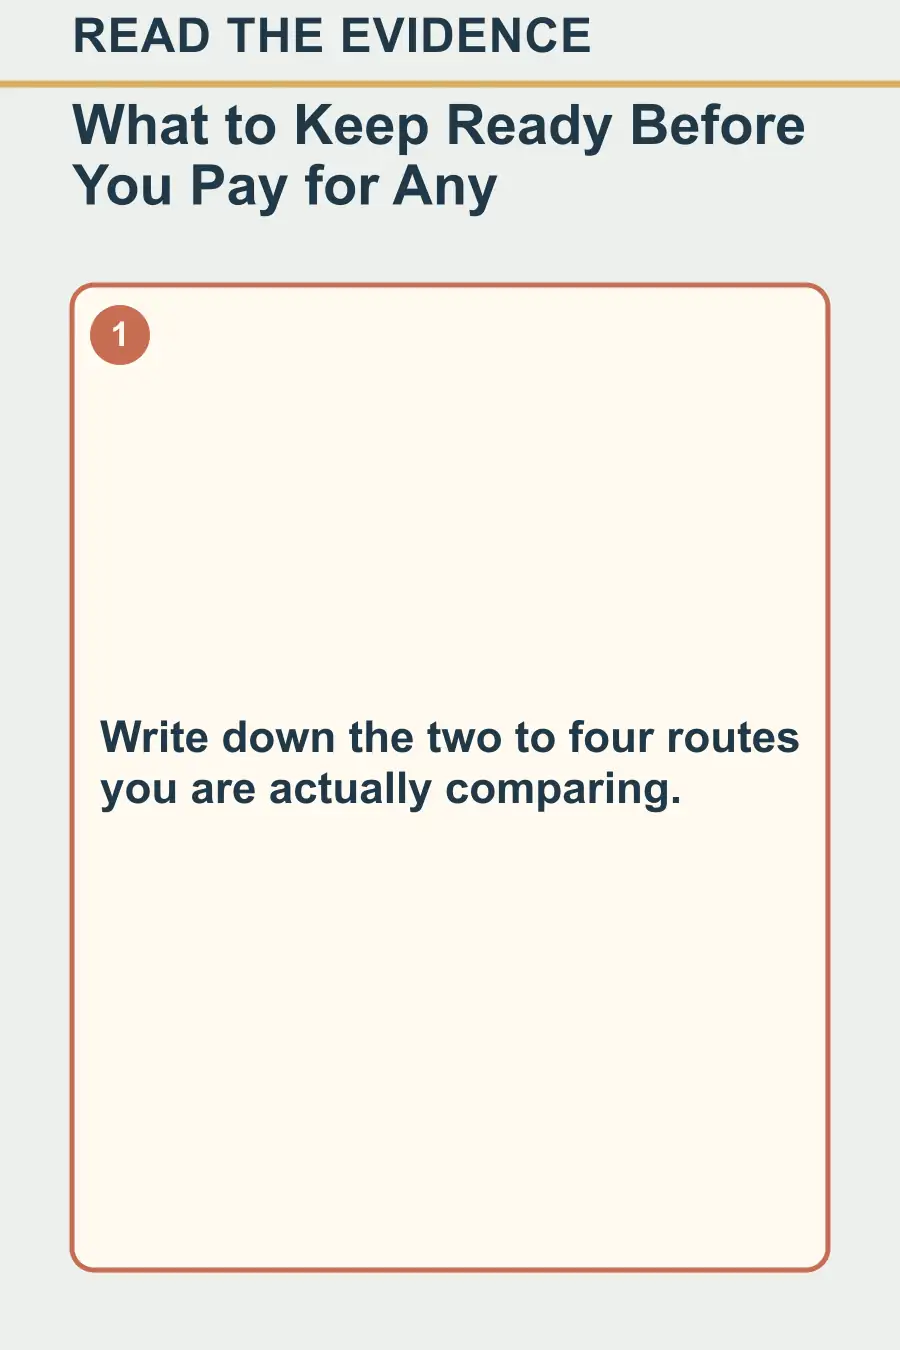 READ THE EVIDENCE
What to Keep Ready Before
You Pay for Any
1
Write down the two to four routes
you are actually comparing.